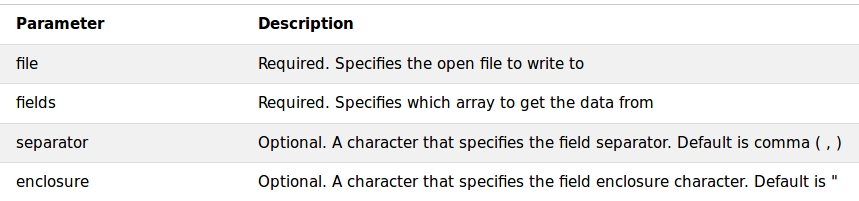 Parameter Description
file Required. Specifies the open file to write to
fields Required. Specifies which array to get the data from
separator Optional. A character that specifies the field separator. Default is comma ( , )
enclosure Optional. A character that specifies the field enclosure character. Default is "